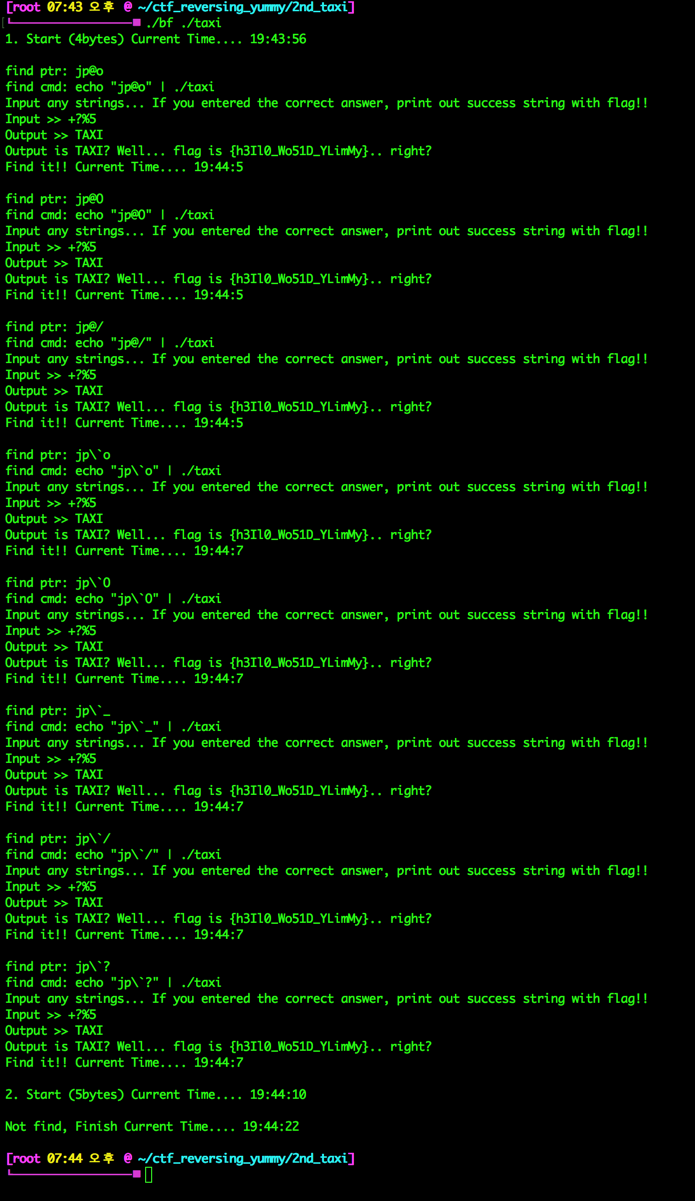 [root 07:43 오후 @ ~/ctf_reversing_yummy/2nd_taxi]
./bf ./taxi
1. Start (4bytes) Current Time.... 19:43:56
find ptr: jp@o
find cmd: echo "jp@o" | ./taxi
Input any strings... If you entered the correct answer, print out success string with flag!!
Input >> +?%5
Output >> TAXI
Output is TAXI? Well... flag is {h3Il0_Wo51D_YLimMy}.. right?
Find it!! Current Time.... 19:44:5
find ptr: jp@O
find cmd: echo "jp@O" | ./taxi
Input any strings... If you entered the correct answer, print out success string with flag!!
Input >> +?%5
Output >> TAXI
Output is TAXI? Well... flag is {h3Il0_Wo51D_YLimMy}.. right?
Find it!! Current Time.... 19:44:5
find ptr: jp@/
find cmd: echo "jp@/" | ./taxi
Input any strings... If you entered the correct answer, print out success string with flag!!
Input >> +?%5
Output >> TAXI
Output is TAXI? Well... flag is {h3Il0_Wo51D_YLimMy}.. right?
Find it!! Current Time.... 19:44:5
find ptr: jp\`o
find cmd: echo "jp\`o" | ./taxi
Input any strings... If you entered the correct answer, print out success string with flag!!
Input >> +?%5
Output >> TAXI
Output is TAXI? Well... flag is {h3Il0_Wo51D_YLimMy}.. right?
Find it!! Current Time.... 19:44:7
find ptr: jp\`O
find cmd: echo "jp\`O" | ./taxi
Input any strings... If you entered the correct answer, print out success string with flag!!
Input >> +?%5
Output >> TAXI
Output is TAXI? Well... flag is {h3Il0_Wo51D_YLimMy}.. right?
Find it!! Current Time.... 19:44:7
find ptr: jp\`_
find cmd: echo "jp\`_" | ./taxi
Input any strings... If you entered the correct answer, print out success string with flag!!
Input >> +?%5
Output >> TAXI
Output is TAXI? Well... flag is {h3Il0_Wo51D_YLimMy}.. right?
Find it!! Current Time.... 19:44:7
find ptr: jp\`/
find cmd: echo "jp\`/" | ./taxi
Input any strings... If you entered the correct answer, print out success string with flag!!
Input >> +?%5
Output >> TAXI
Output is TAXI? Well... flag is {h3Il0_Wo51D_YLimMy}.. right?
Find it!! Current Time.... 19:44:7
find ptr: jp\`?
find cmd: echo "jp\`?" | ./taxi
Input any strings... If you entered the correct answer, print out success string with flag!!
Input >> +?%5
Output >> TAXI
Output is TAXI? Well... flag is {h3Il0_Wo51D_YLimMy}.. right?
Find it!! Current Time.... 19:44:7
2. Start (5bytes) Current Time.... 19:44:10
Not find, Finish Current Time.... 19:44:22
[root 07:44 오후 @ ~/ctf_reversing_yummy/2nd_taxi]